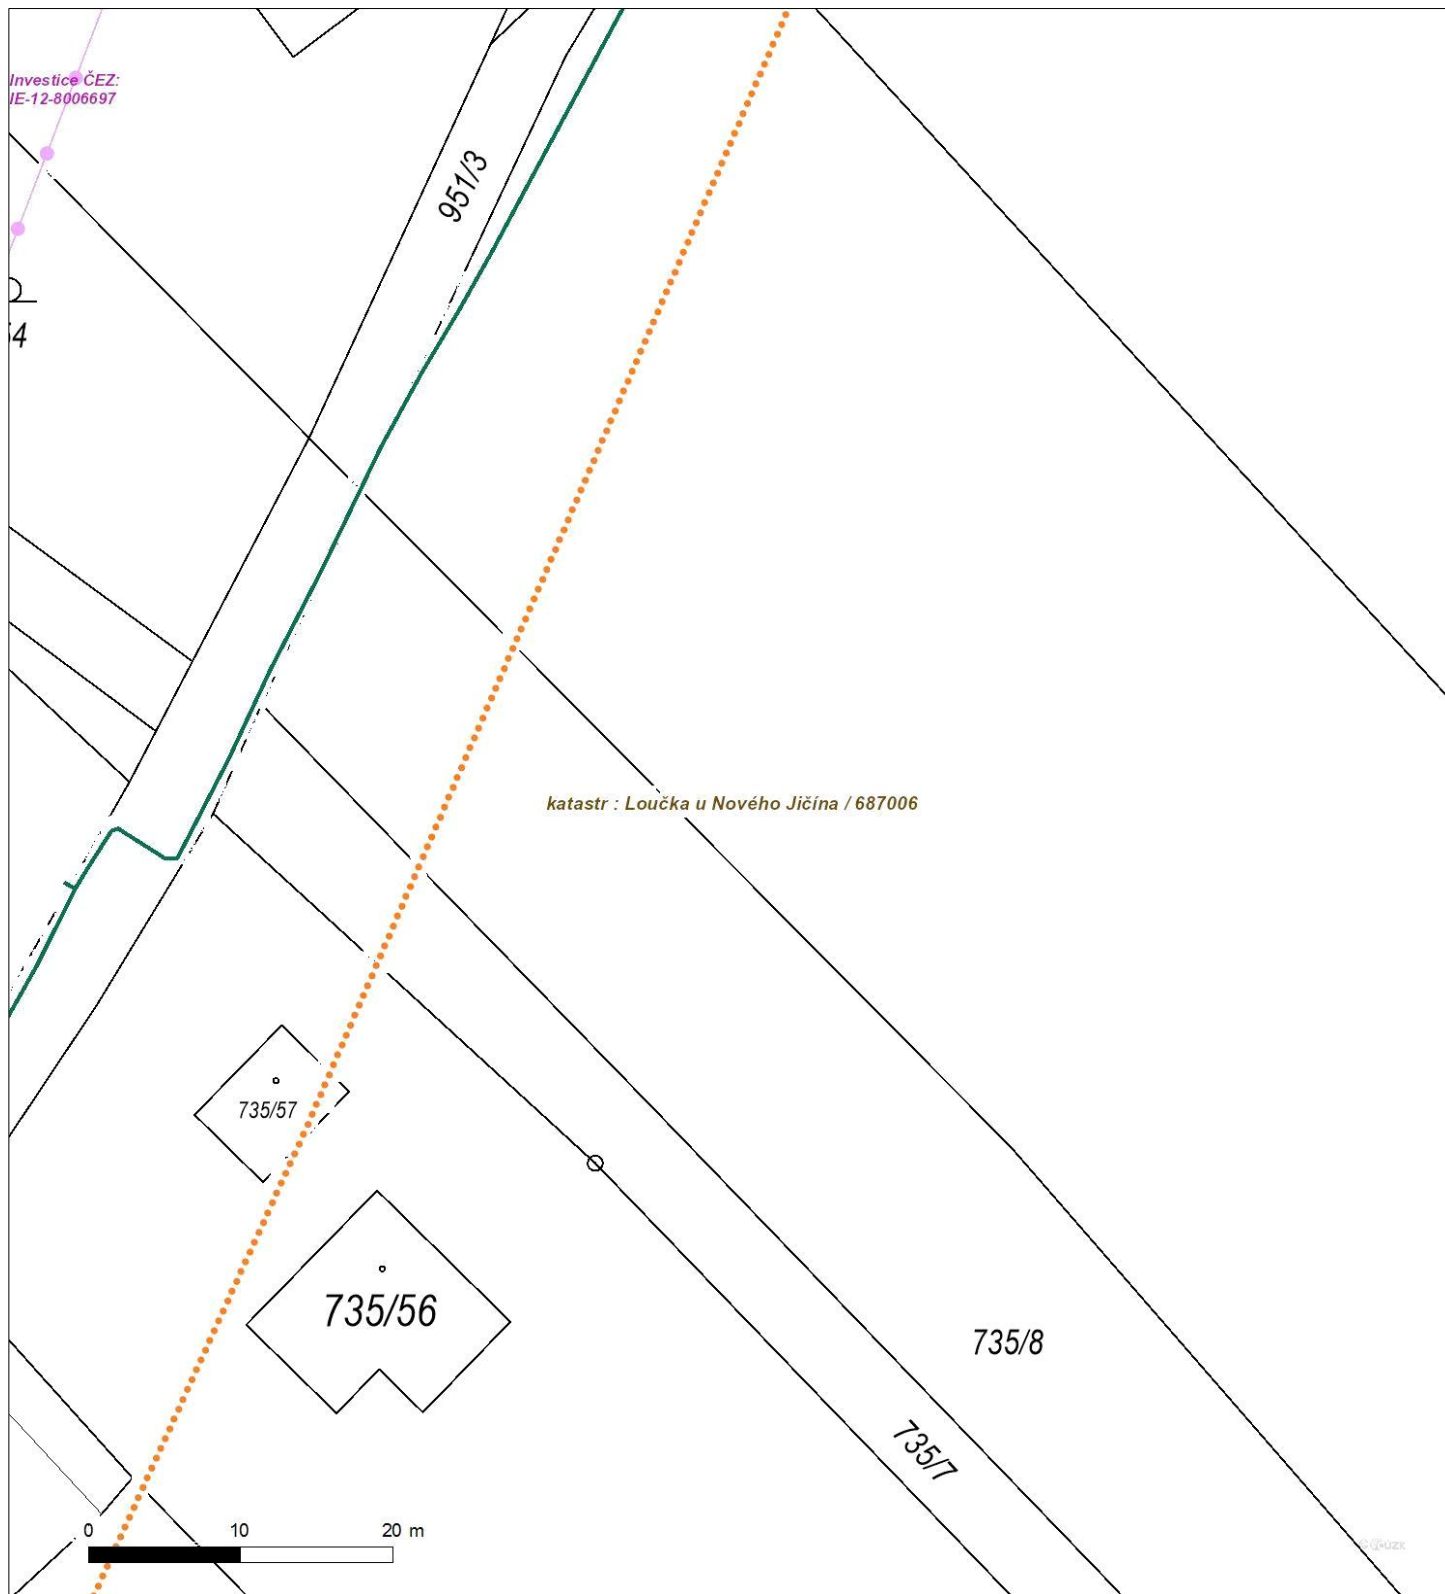 Investice ČEZ:
IE-12-8006697
951/3
54
katastr : Loučka u Nového Jičína / 687006
735/57
735/56
735/8
735/7
0 10 20 m